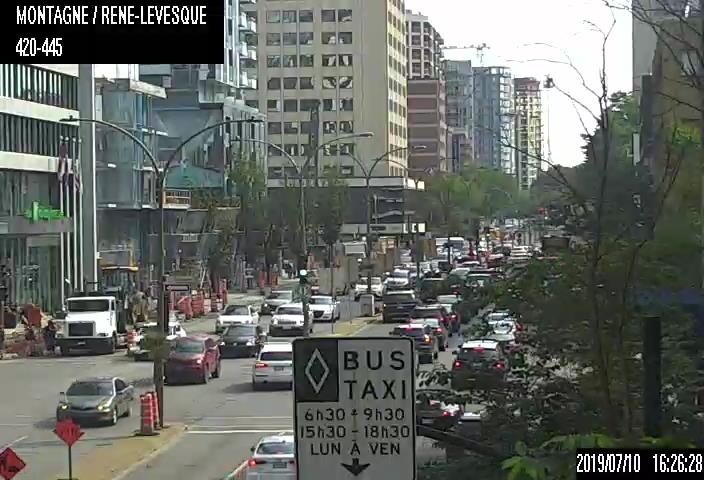 MONTAGNE / RENE-LEVESQUE
420-445
BUS
TAXI
6h30 - 9h30
15h30 - 18h30
LUN À VEN
2019/07/10 16:26:28